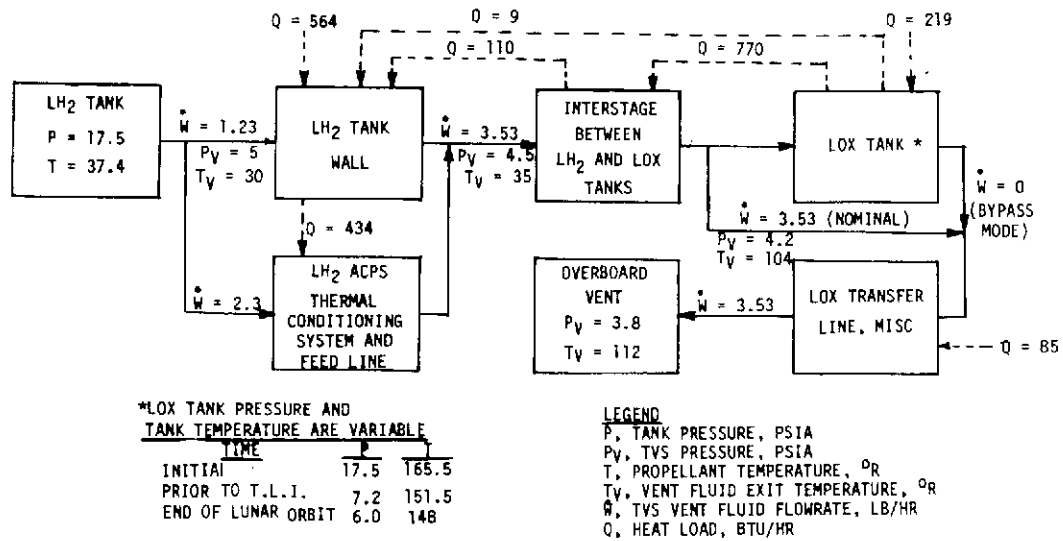 Q = 564
Q = 9
Q = 219
Q = 110
Q = 770
LH2 TANK
P = 17.5
T = 37.4
Ẇ = 1.23
PV = 5
TV = 30
LH2 TANK
WALL
Ẇ = 3.53
PV = 4.5
TV = 35
INTERSTAGE
BETWEEN
LH2 AND LOX
TANKS
LOX TANK *
Ẇ = 0
(BYPASS
MODE)
Ẇ = 3.53 (NOMINAL)
PV = 4.2
TV = 104
Q = 434
Ẇ = 2.3
LH2 ACPS
THERMAL
CONDITIONING
SYSTEM AND
FEED LINE
OVERBOARD
VENT
PV = 3.8
TV = 112
Ẇ = 3.53
LOX TRANSFER
LINE, MISC
Q = 85
*LOX TANK PRESSURE AND
TANK TEMPERATURE ARE VARIABLE
TIME P T
INITIAL 17.5 165.5
PRIOR TO T.L.I. 7.2 151.5
END OF LUNAR ORBIT 6.0 148
LEGEND
P, TANK PRESSURE, PSIA
PV, TVS PRESSURE, PSIA
T, PROPELLANT TEMPERATURE, °R
TV, VENT FLUID EXIT TEMPERATURE, °R
Ẇ, TVS VENT FLUID FLOWRATE, LB/HR
Q, HEAT LOAD, BTU/HR